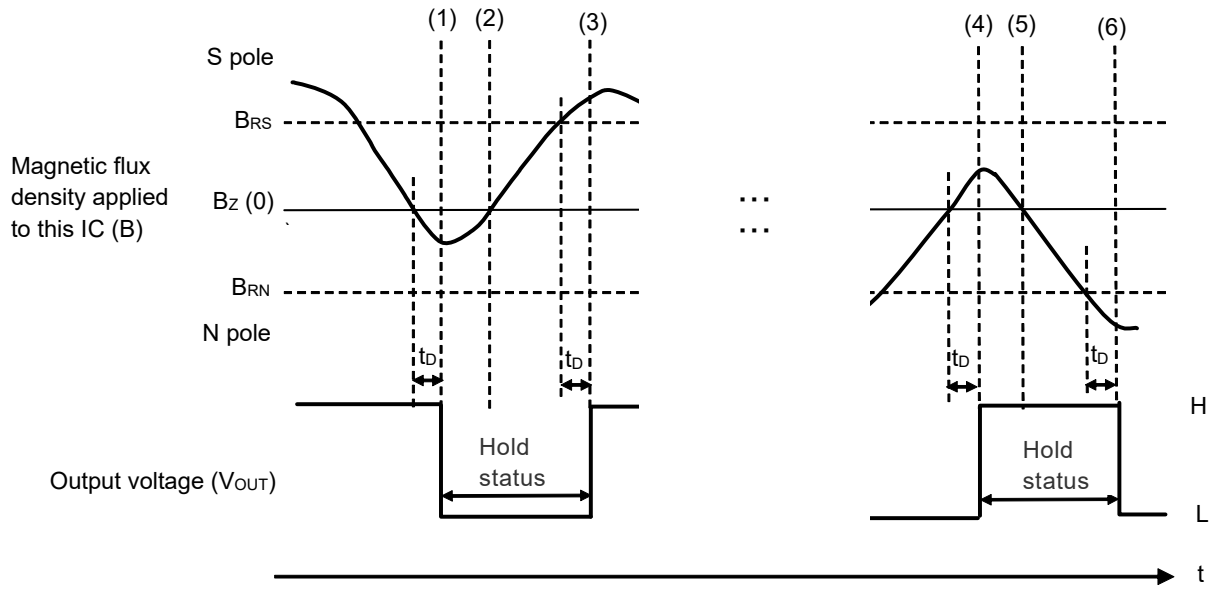 (1) (2) (3) (4) (5) (6)
S pole
BRS
Magnetic flux
density applied
to this IC (B)
BZ (0)
...
...
BRN
N pole
tD tD tD tD
H
Hold
status
Hold
status
Output voltage (VOUT)
L
t